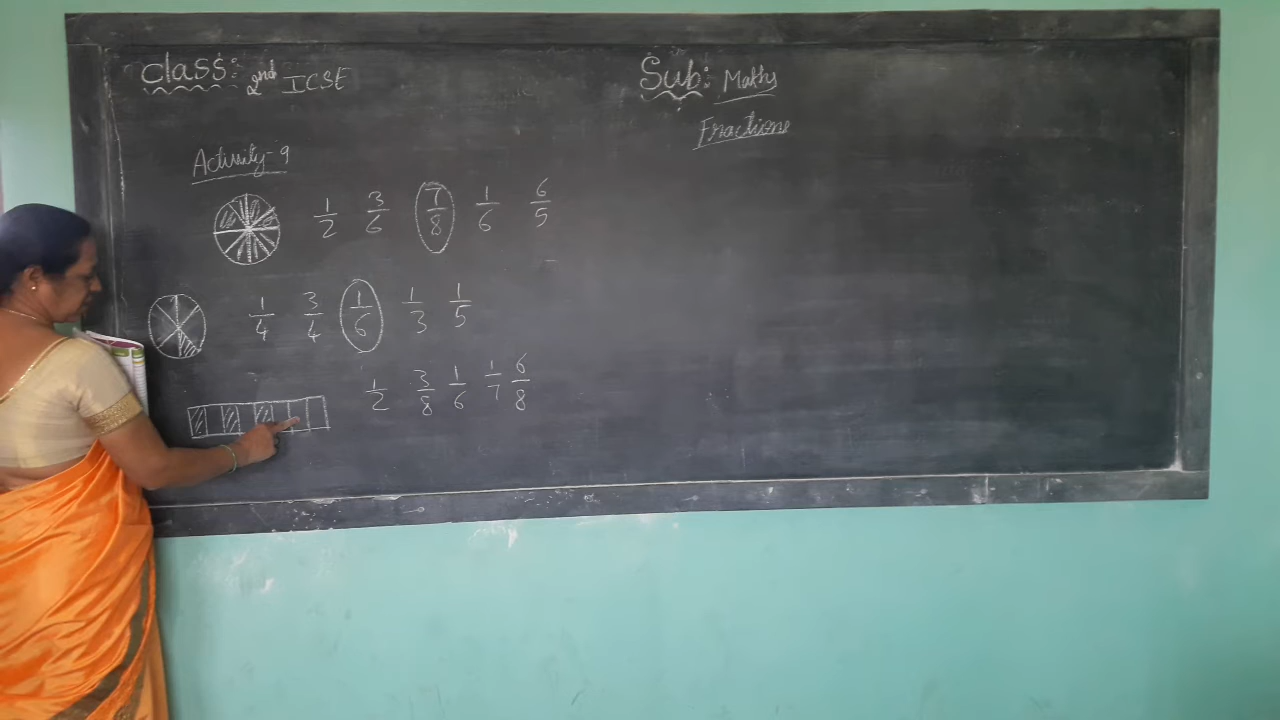 Class: 2nd ICSE
Sub: Maths
Fractions
Activity-9
1/2 3/6 7/8 1/6 6/5
1/4 3/4 1/6 1/3 1/5
1/2 3/8 1/6 1/7 6/8